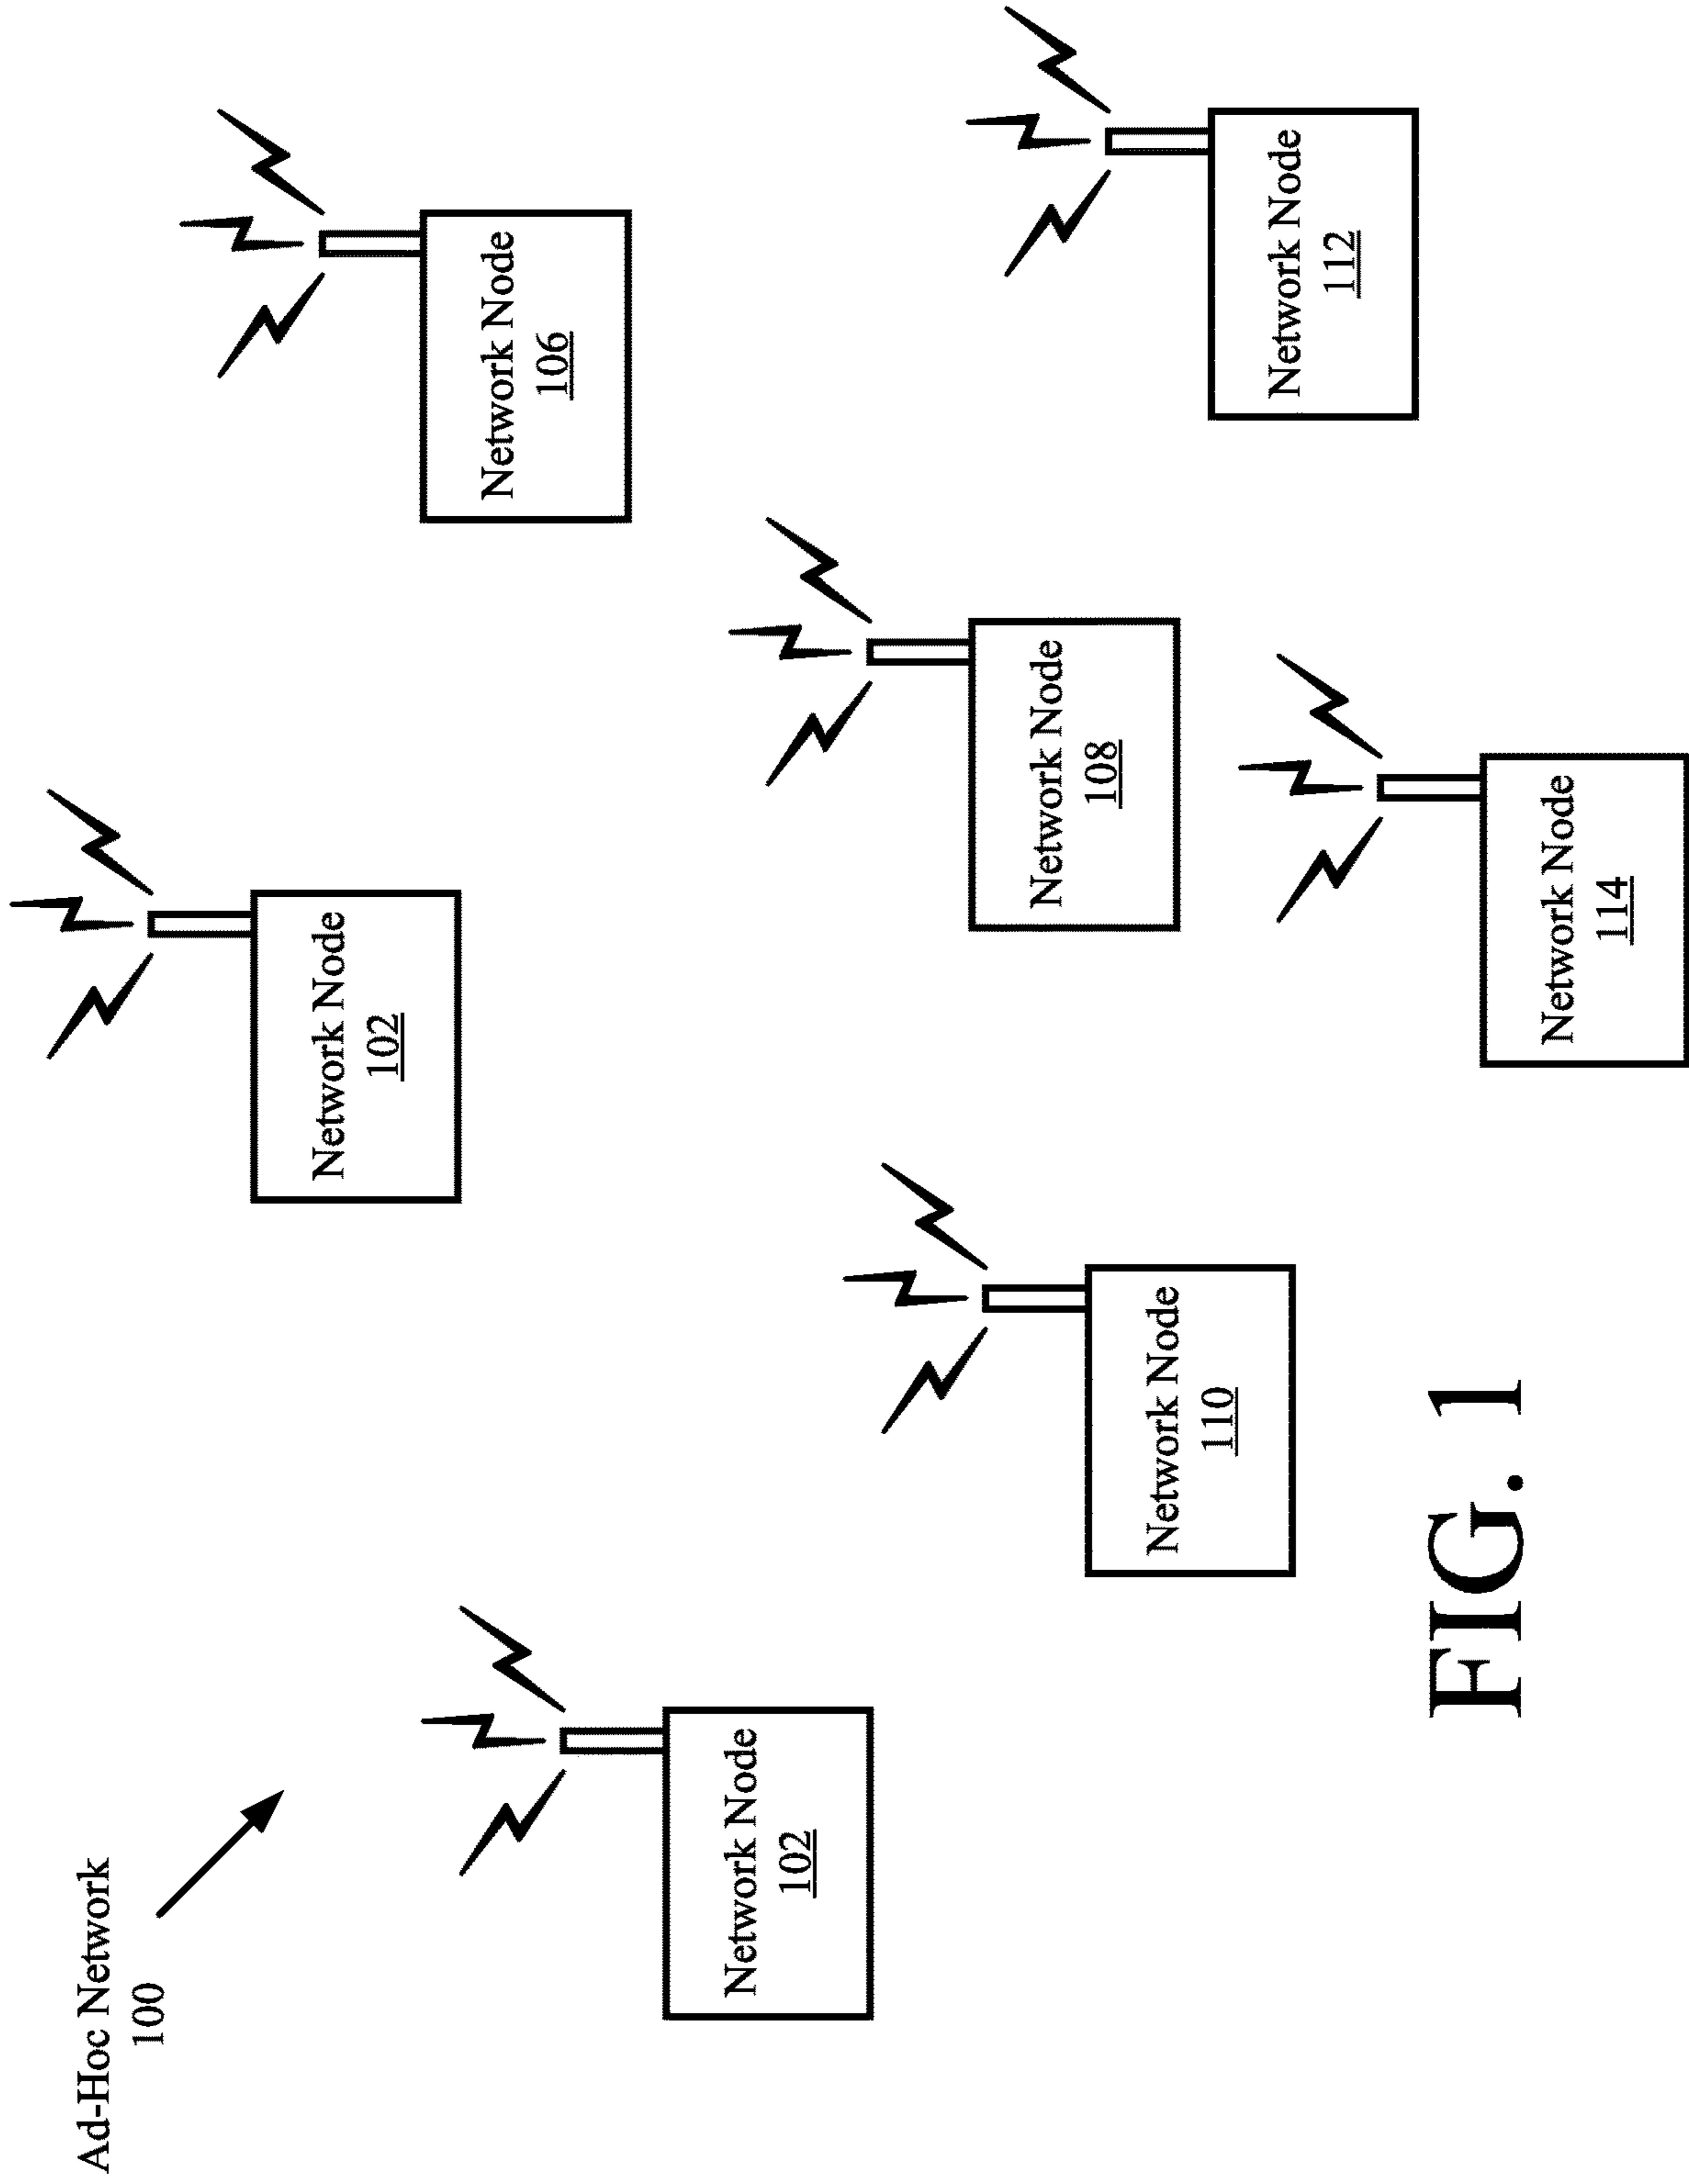 Ad-Hoc Network
100
Network Node
102
Network Node
106
Network Node
102
Network Node
108
Network Node
110
Network Node
112
Network Node
114
FIG. 1